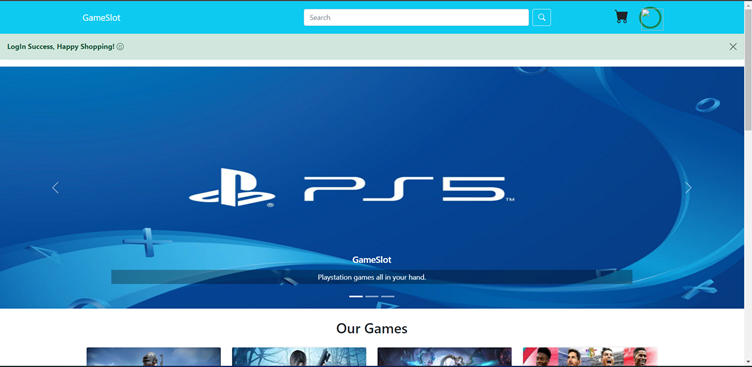 GameSlot
Search
LogIn Success, Happy Shopping!
PS5™
GameSlot
Playstation games all in your hand.
Our Games